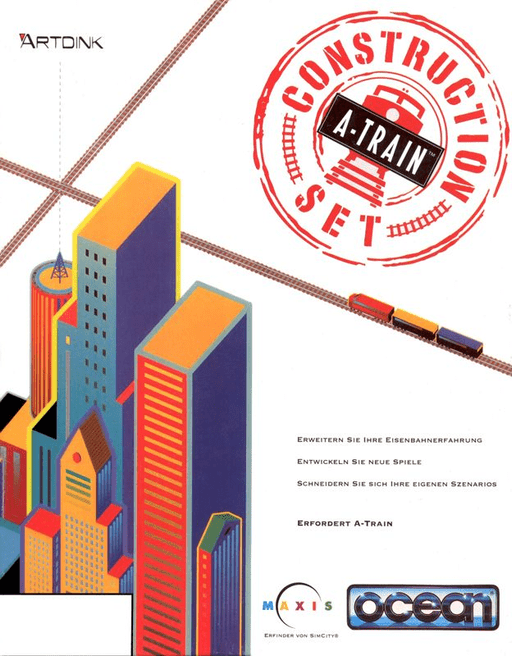 ARTDINK
CONSTRUCTION
A-TRAIN™
SET
ERWEITERN SIE IHRE EISENBAHNERFAHRUNG
ENTWICKELN SIE NEUE SPIELE
SCHNEIDERN SIE SICH IHRE EIGENEN SZENARIOS
ERFORDERT A-TRAIN
MAXIS
ERFINDER VON SIMCITY®
ocean